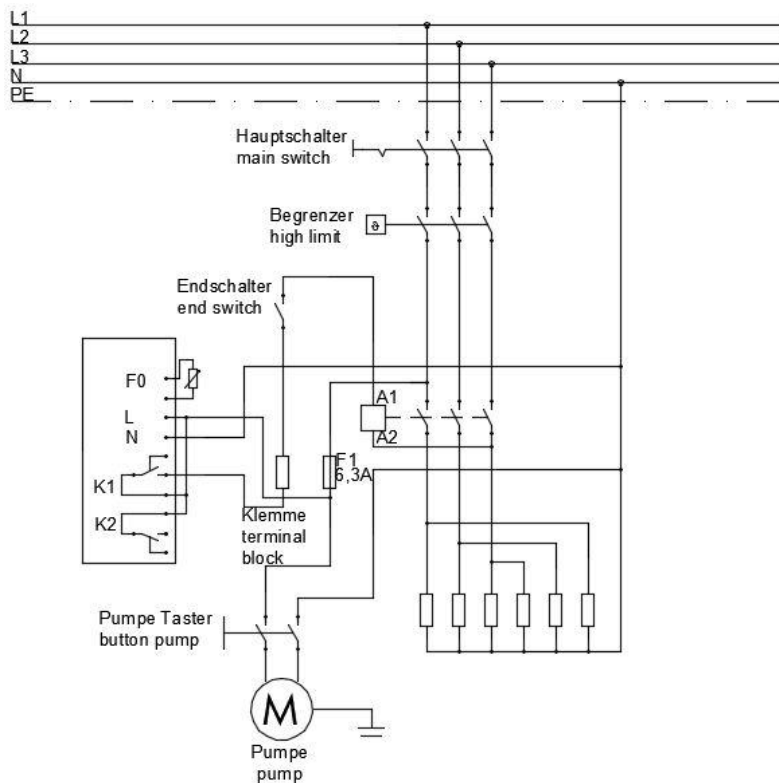 L1
L2
L3
N
PE
Hauptschalter
main switch
Begrenzer
high limit
ϑ
Endschalter
end switch
F0
L
N
K1
K2
A1
A2
F1
6,3A
Klemme
terminal
block
Pumpe Taster
button pump
M
Pumpe
pump